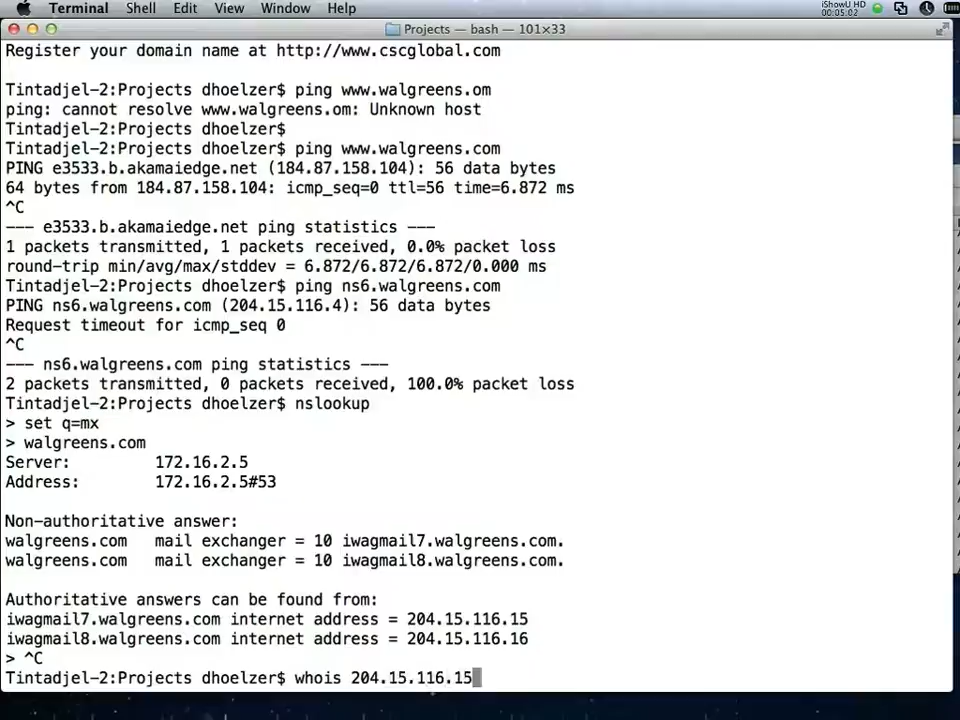 Terminal Shell Edit View Window Help iShowU HD 00:05:02
Projects — bash — 101×33
Register your domain name at http://www.cscglobal.com
Tintadjel-2:Projects dhoelzer$ ping www.walgreens.om
ping: cannot resolve www.walgreens.om: Unknown host
Tintadjel-2:Projects dhoelzer$
Tintadjel-2:Projects dhoelzer$ ping www.walgreens.com
PING e3533.b.akamaiedge.net (184.87.158.104): 56 data bytes
64 bytes from 184.87.158.104: icmp_seq=0 ttl=56 time=6.872 ms
^C
--- e3533.b.akamaiedge.net ping statistics ---
1 packets transmitted, 1 packets received, 0.0% packet loss
round-trip min/avg/max/stddev = 6.872/6.872/6.872/0.000 ms
Tintadjel-2:Projects dhoelzer$ ping ns6.walgreens.com
PING ns6.walgreens.com (204.15.116.4): 56 data bytes
Request timeout for icmp_seq 0
^C
--- ns6.walgreens.com ping statistics ---
2 packets transmitted, 0 packets received, 100.0% packet loss
Tintadjel-2:Projects dhoelzer$ nslookup
> set q=mx
> walgreens.com
Server: 172.16.2.5
Address: 172.16.2.5#53
Non-authoritative answer:
walgreens.com mail exchanger = 10 iwagmail7.walgreens.com.
walgreens.com mail exchanger = 10 iwagmail8.walgreens.com.
Authoritative answers can be found from:
iwagmail7.walgreens.com internet address = 204.15.116.15
iwagmail8.walgreens.com internet address = 204.15.116.16
> ^C
Tintadjel-2:Projects dhoelzer$ whois 204.15.116.15